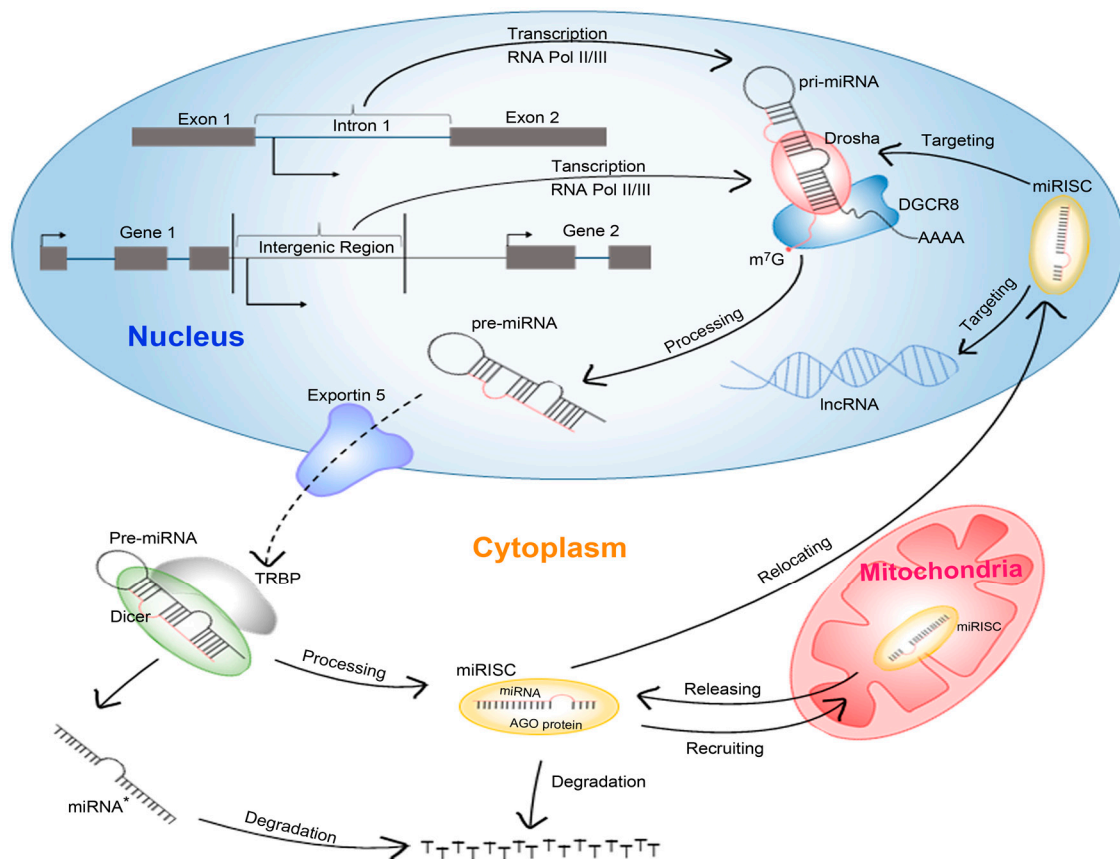 Transcription
RNA Pol II/III
pri-miRNA
Exon 1
Intron 1
Exon 2
Drosha
Targeting
Tanscription
RNA Pol II/III
miRISC
DGCR8
Gene 1
Intergenic Region
Gene 2
AAAA
m⁷G
Nucleus
pre-miRNA
Processing
Targeting
Exportin 5
lncRNA
Pre-miRNA
TRBP
Cytoplasm
Relocating
Mitochondria
Dicer
miRISC
Processing
miRISC
miRNA
AGO protein
Releasing
Recruiting
Degradation
miRNA*
Degradation